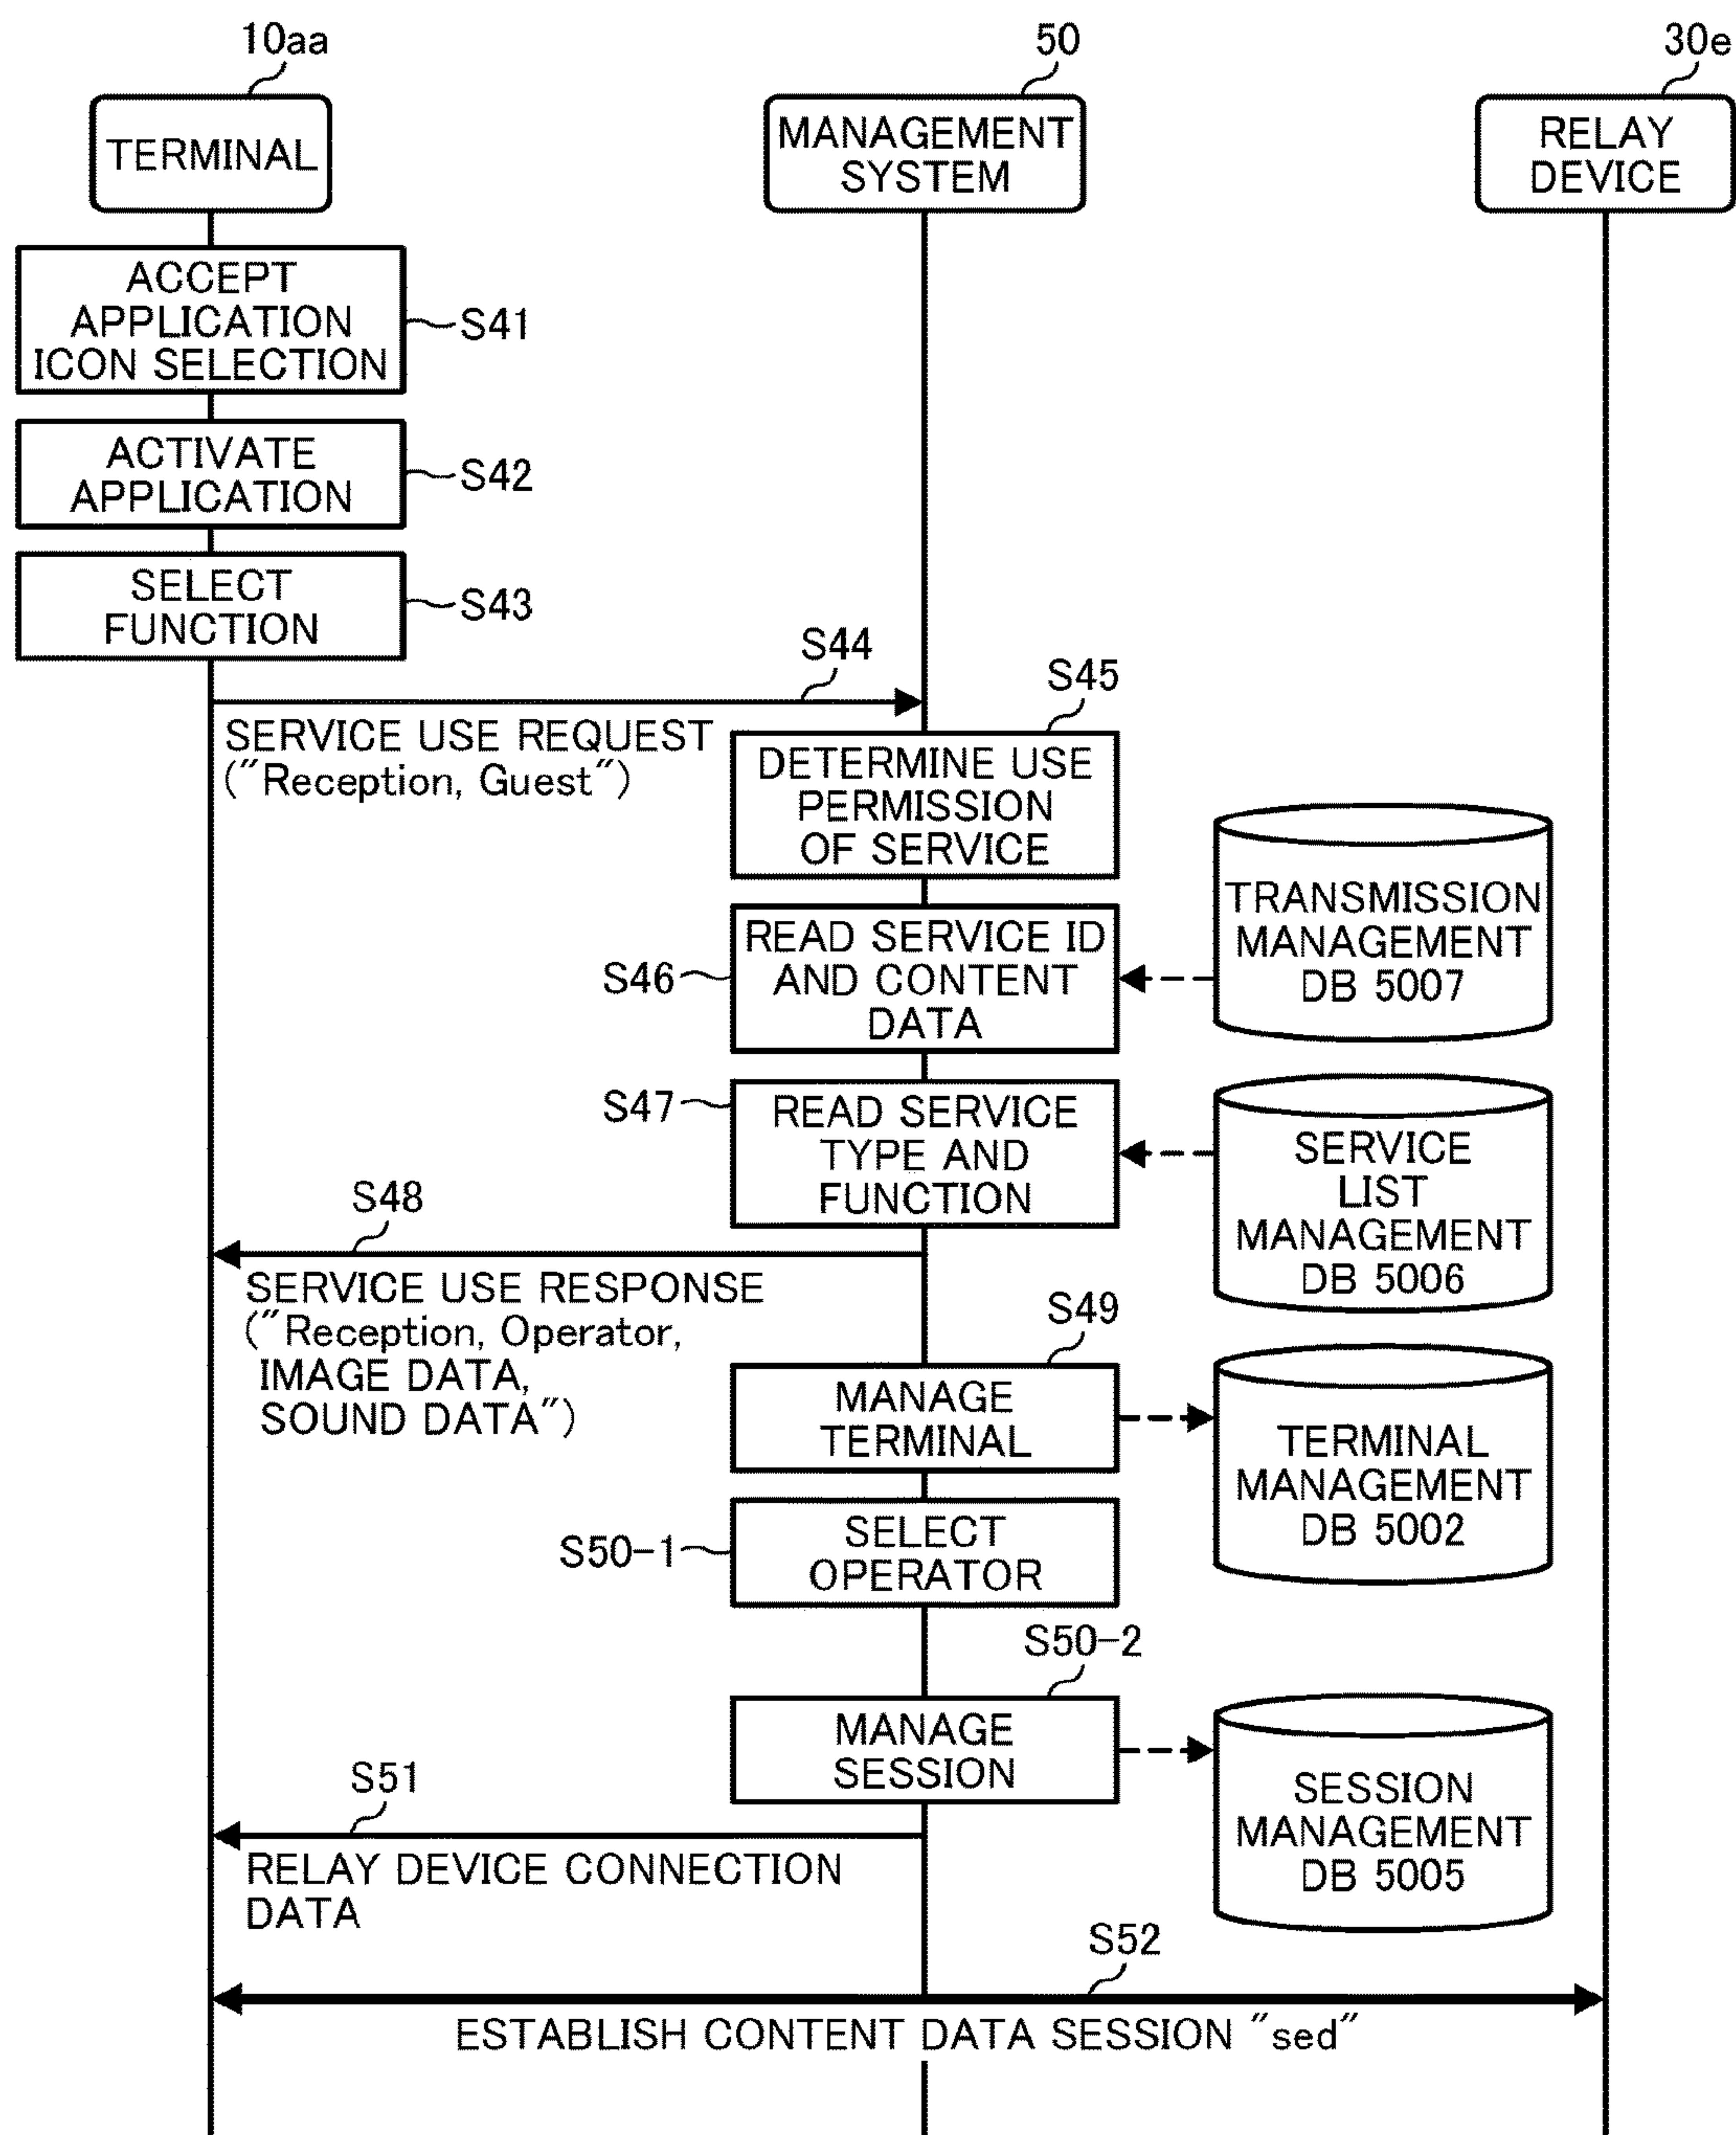 10aa
50
30e
TERMINAL
MANAGEMENT
SYSTEM
RELAY
DEVICE
ACCEPT
APPLICATION
ICON SELECTION
S41
ACTIVATE
APPLICATION
S42
SELECT
FUNCTION
S43
S44
SERVICE USE REQUEST
("Reception, Guest")
S45
DETERMINE USE
PERMISSION
OF SERVICE
S46
READ SERVICE ID
AND CONTENT
DATA
TRANSMISSION
MANAGEMENT
DB 5007
S47
READ SERVICE
TYPE AND
FUNCTION
SERVICE
LIST
MANAGEMENT
DB 5006
S48
SERVICE USE RESPONSE
("Reception, Operator,
IMAGE DATA,
SOUND DATA")
S49
MANAGE
TERMINAL
TERMINAL
MANAGEMENT
DB 5002
S50-1
SELECT
OPERATOR
S50-2
MANAGE
SESSION
SESSION
MANAGEMENT
DB 5005
S51
RELAY DEVICE CONNECTION
DATA
S52
ESTABLISH CONTENT DATA SESSION "sed"